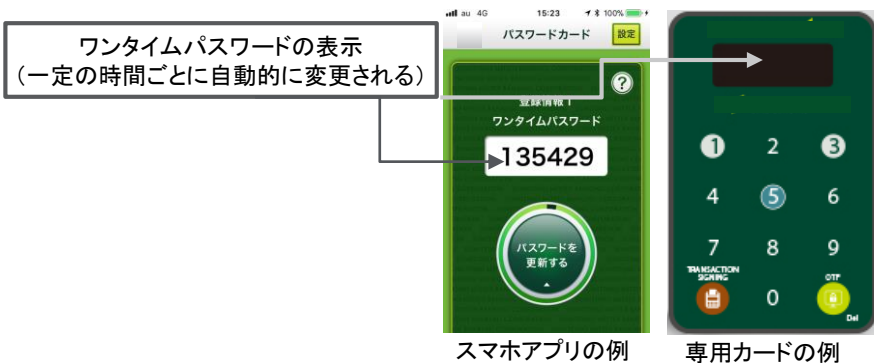 ワンタイムパスワードの表示
（一定の時間ごとに自動的に変更される）
au 4G 15:23 100%
パスワードカード 設定
?
登録情報 1
ワンタイムパスワード
135429
パスワードを
更新する
スマホアプリの例
1 2 3
4 5 6
7 8 9
TRANSACTION
SIGNING
OTP
0
Del
専用カードの例